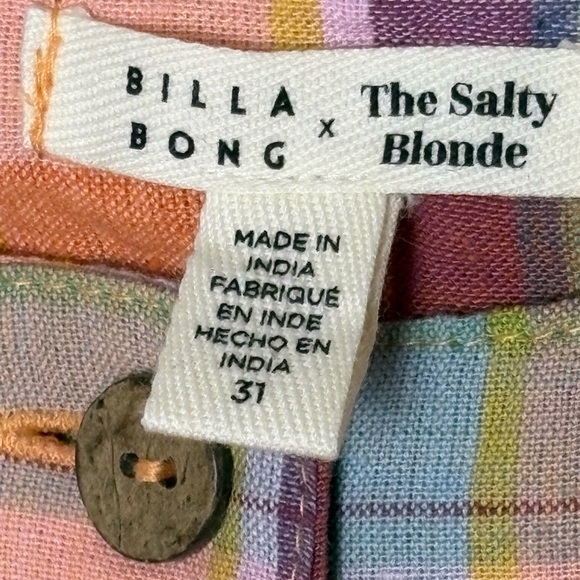 BILLA BONG x The Salty Blonde
MADE IN
INDIA
FABRIQUÉ
EN INDE
HECHO EN
INDIA
31